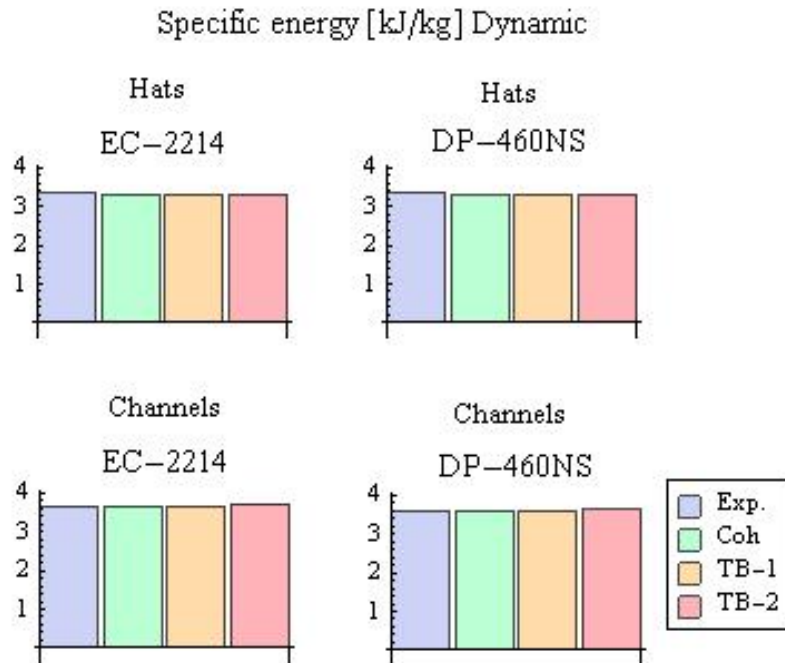 Specific energy [kJ/kg] Dynamic
Hats
EC−2214
4
3
2
1
Hats
DP−460NS
4
3
2
1
Channels
EC−2214
4
3
2
1
Channels
DP−460NS
4
3
2
1
Exp.
Coh
TB−1
TB−2